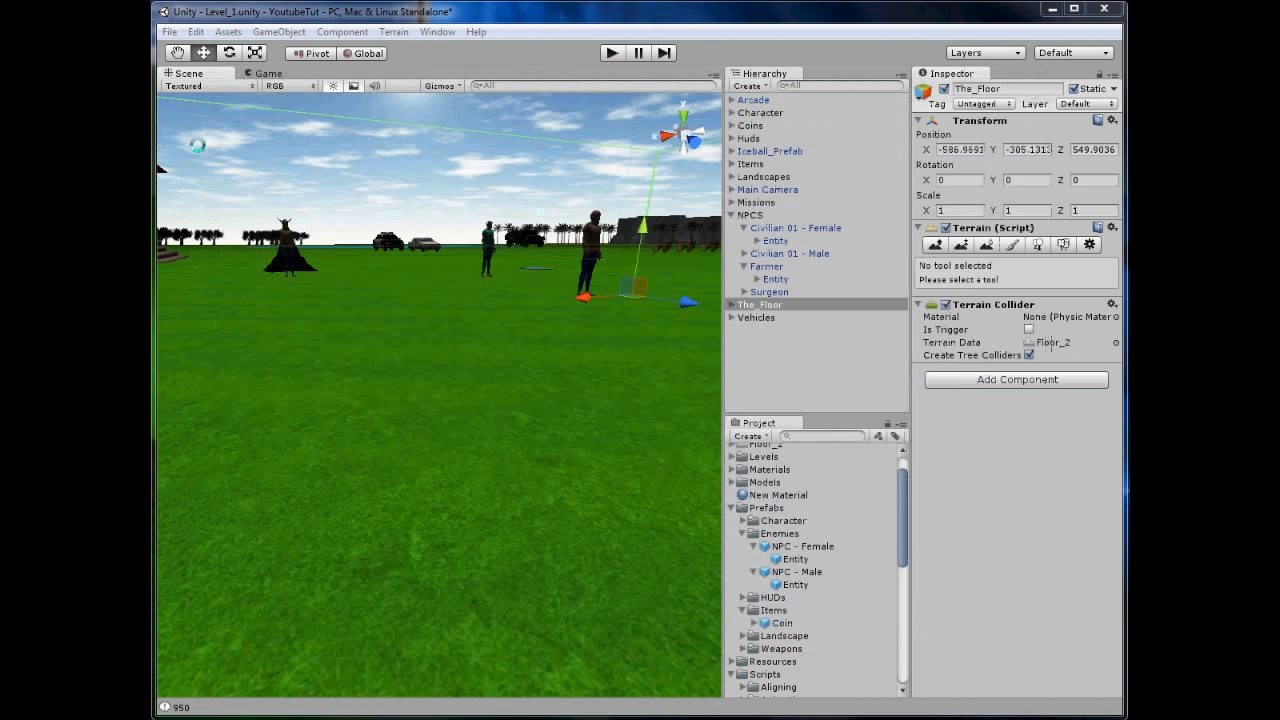 Unity - Level_1.unity - YoutubeTut - PC, Mac & Linux Standalone*
File Edit Assets GameObject Component Terrain Window Help
Pivot Global Layers Default
Scene Game
Textured RGB Gizmos All
y
x
Hierarchy
Create All
Arcade
Character
Coins
Huds
Iceball_Prefab
Items
Landscapes
Main Camera
Missions
NPCS
Civilian 01 - Female
Entity
Civilian 01 - Male
Farmer
Entity
Surgeon
The_Floor
Vehicles
Project
Create
Floor_2
Levels
Materials
Models
New Material
Prefabs
Character
Enemies
NPC - Female
Entity
NPC - Male
Entity
HUDs
Items
Coin
Landscape
Weapons
Resources
Scripts
Aligning
Inspector
The_Floor Static
Tag Untagged Layer Default
Transform
Position
X -586.9691 Y -305.1313 Z 549.9036
Rotation
X 0 Y 0 Z 0
Scale
X 1 Y 1 Z 1
Terrain (Script)
No tool selected
Please select a tool
Terrain Collider
Material None (Physic Mater
Is Trigger
Terrain Data Floor_2
Create Tree Colliders
Add Component
950